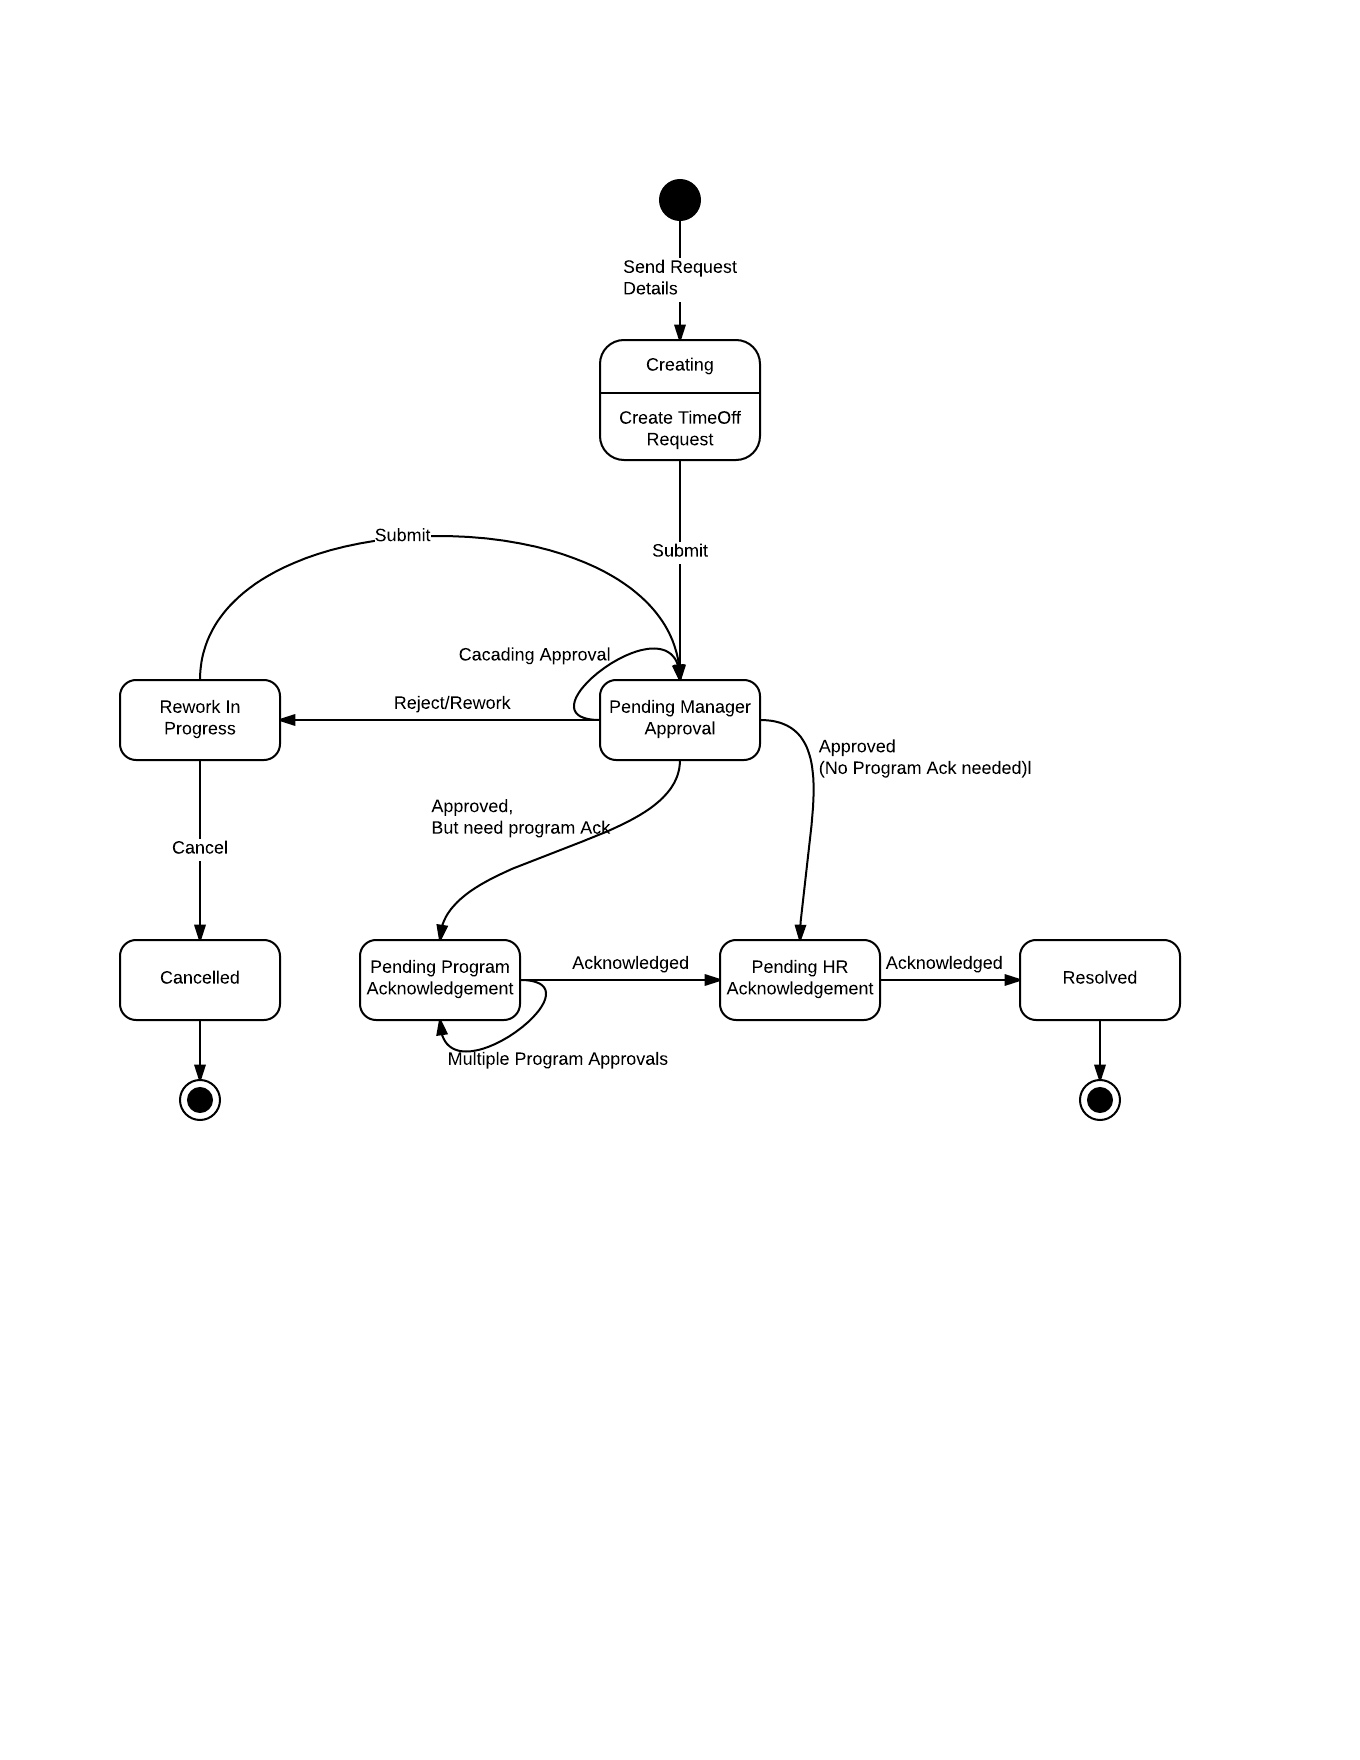 Send Request
Details
Creating
Create TimeOff
Request
Submit
Submit
Cacading Approval
Reject/Rework
Rework In
Progress
Pending Manager
Approval
Approved
(No Program Ack needed)l
Approved,
But need program Ack
Cancel
Cancelled
Pending Program
Acknowledgement
Acknowledged
Pending HR
Acknowledgement
Acknowledged
Resolved
Multiple Program Approvals